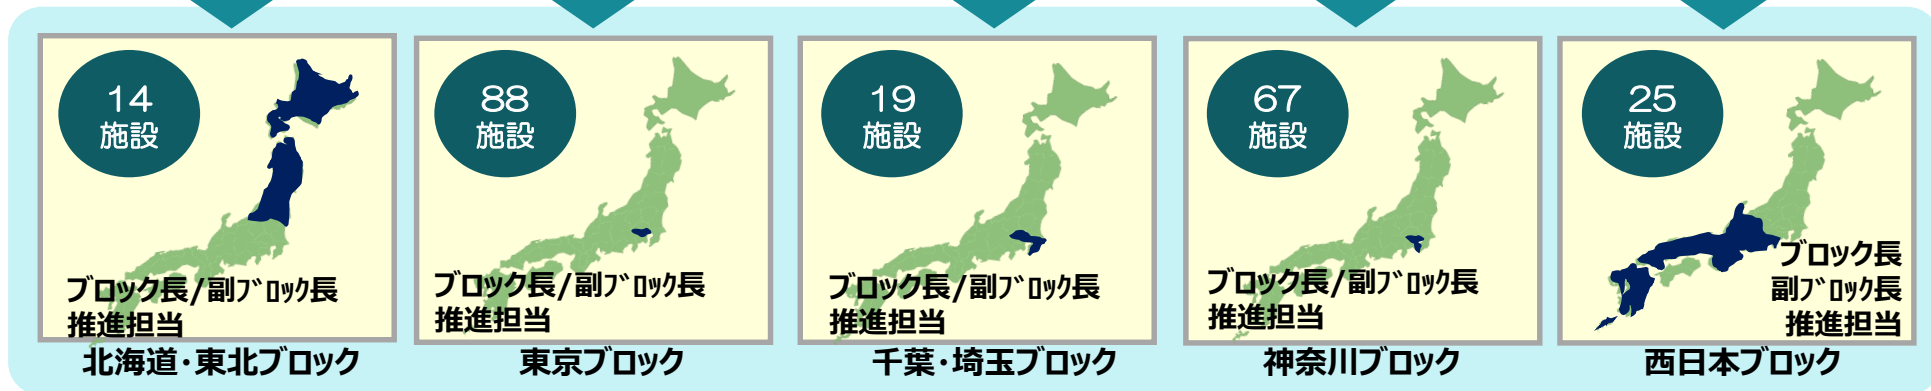 14
施設
ブロック長/副ﾌﾞﾛｯｸ長
推進担当
北海道・東北ブロック
88
施設
ブロック長/副ﾌﾞﾛｯｸ長
推進担当
東京ブロック
19
施設
ブロック長/副ﾌﾞﾛｯｸ長
推進担当
千葉・埼玉ブロック
67
施設
ブロック長/副ﾌﾞﾛｯｸ長
推進担当
神奈川ブロック
25
施設
ブロック長
副ﾌﾞﾛｯｸ長
推進担当
西日本ブロック